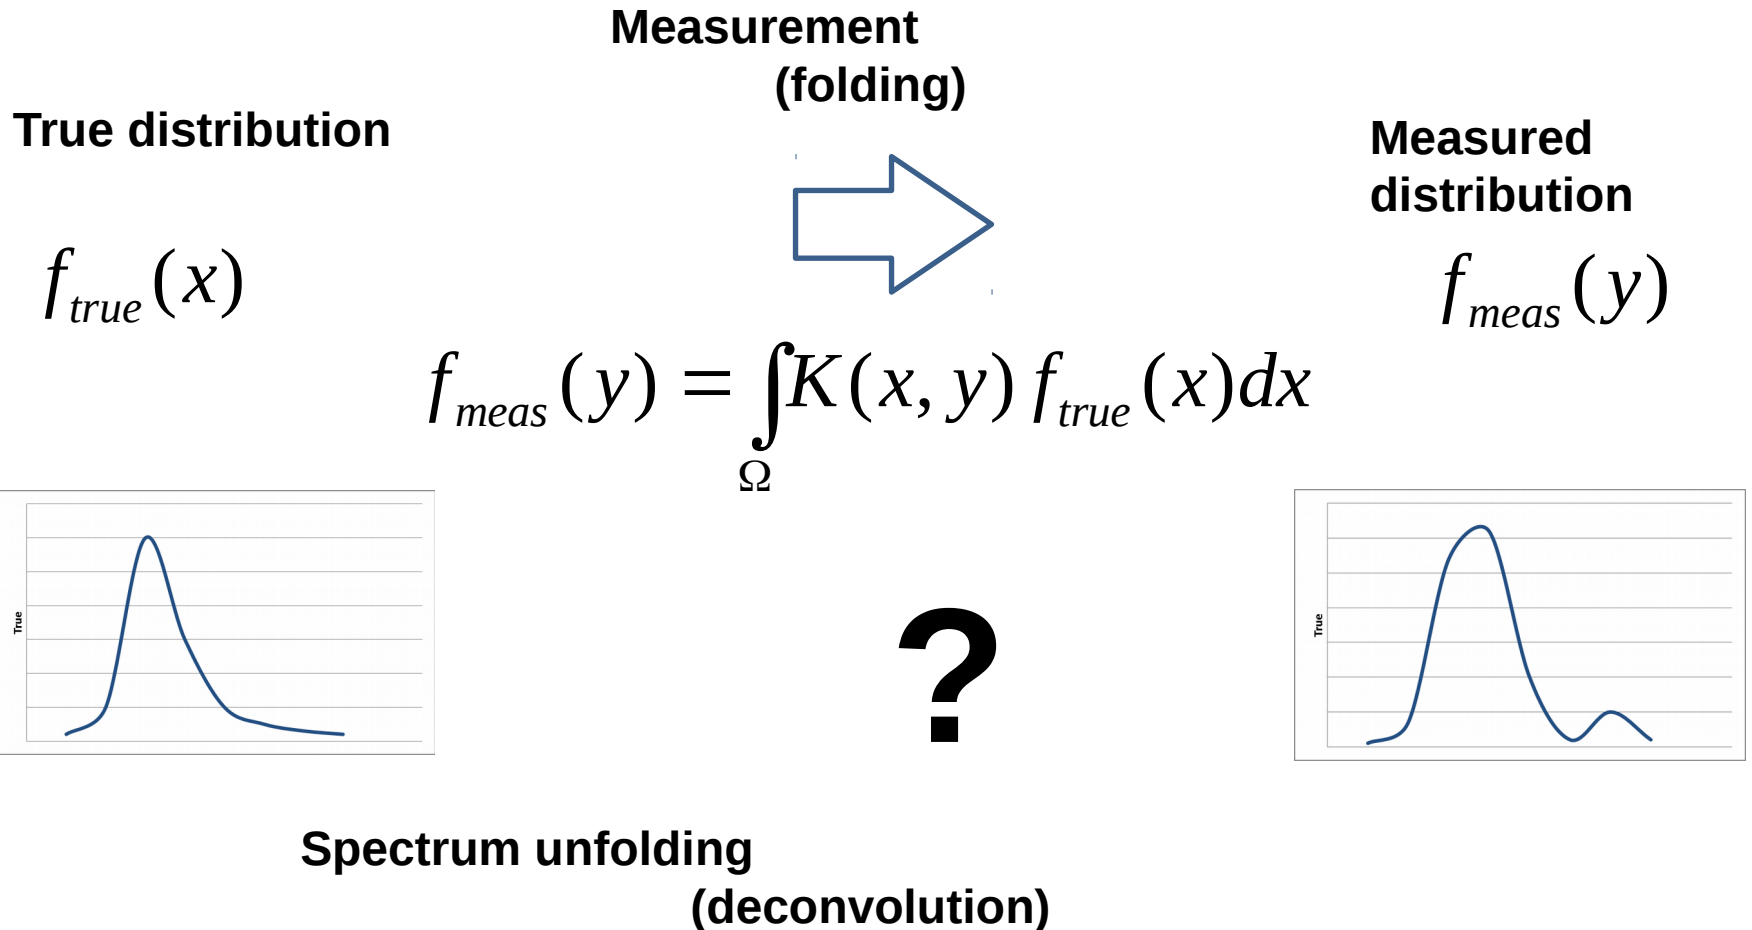 Measurement
(folding)
True distribution
Measured
distribution
f_true(x)
f_meas(y)
f_meas(y) = ∫_Ω K(x, y) f_true(x)dx
True
True
?
Spectrum unfolding
(deconvolution)